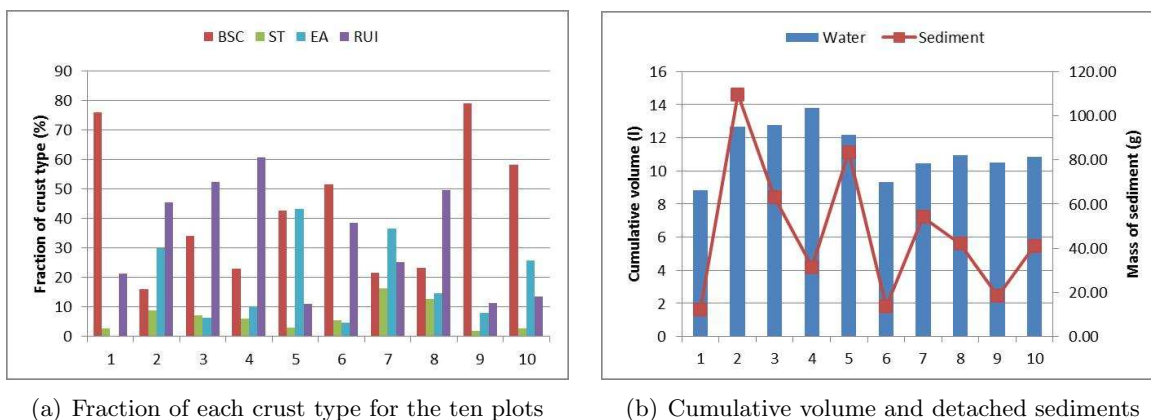 BSC ST EA RUI
Fraction of crust type (%)
90
80
70
60
50
40
30
20
10
0
1 2 3 4 5 6 7 8 9 10
(a) Fraction of each crust type for the ten plots
Water Sediment
Cumulative volume (l)
16
14
12
10
8
6
4
2
0
120.00
100.00
80.00
60.00
40.00
20.00
0.00
Mass of sediment (g)
1 2 3 4 5 6 7 8 9 10
(b) Cumulative volume and detached sediments